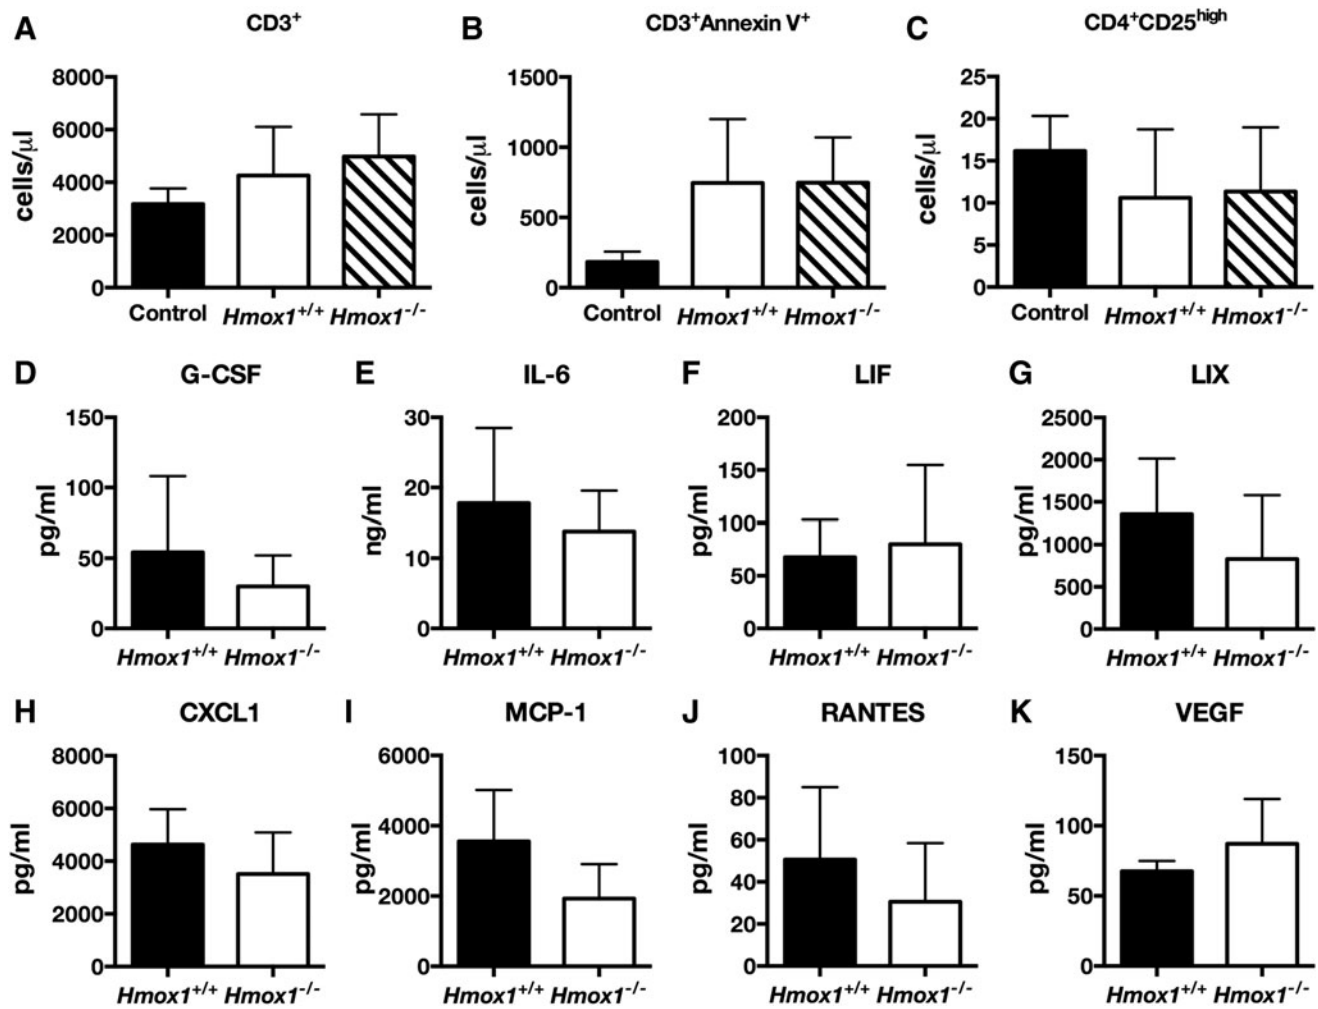 A CD3⁺
8000
6000
4000
2000
0
cells/µl
Control Hmox1⁺/⁺ Hmox1⁻/⁻
B CD3⁺Annexin V⁺
1500
1000
500
0
cells/µl
Control Hmox1⁺/⁺ Hmox1⁻/⁻
C CD4⁺CD25ʰⁱᵍʰ
25
20
15
10
5
0
cells/µl
Control Hmox1⁺/⁺ Hmox1⁻/⁻
D G-CSF
150
100
50
0
pg/ml
Hmox1⁺/⁺ Hmox1⁻/⁻
E IL-6
30
20
10
0
ng/ml
Hmox1⁺/⁺ Hmox1⁻/⁻
F LIF
200
150
100
50
0
pg/ml
Hmox1⁺/⁺ Hmox1⁻/⁻
G LIX
2500
2000
1500
1000
500
0
pg/ml
Hmox1⁺/⁺ Hmox1⁻/⁻
H CXCL1
8000
6000
4000
2000
0
pg/ml
Hmox1⁺/⁺ Hmox1⁻/⁻
I MCP-1
6000
4000
2000
0
pg/ml
Hmox1⁺/⁺ Hmox1⁻/⁻
J RANTES
100
80
60
40
20
0
pg/ml
Hmox1⁺/⁺ Hmox1⁻/⁻
K VEGF
150
100
50
0
pg/ml
Hmox1⁺/⁺ Hmox1⁻/⁻